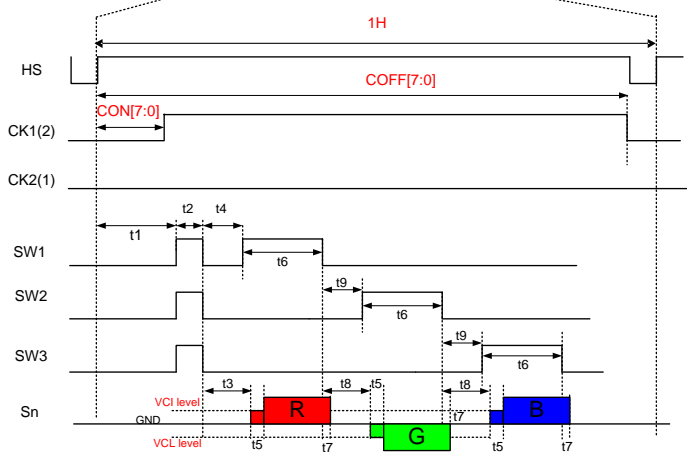 1H
HS
COFF[7:0]
CON[7:0]
CK1(2)
CK2(1)
t2 t4
t1
SW1
t6
t9
SW2
t6
t9
SW3
t6
t3 t8 t5 t8
VCI level
R B
Sn
GND
t7
G
VCL level
t5 t7 t5 t7